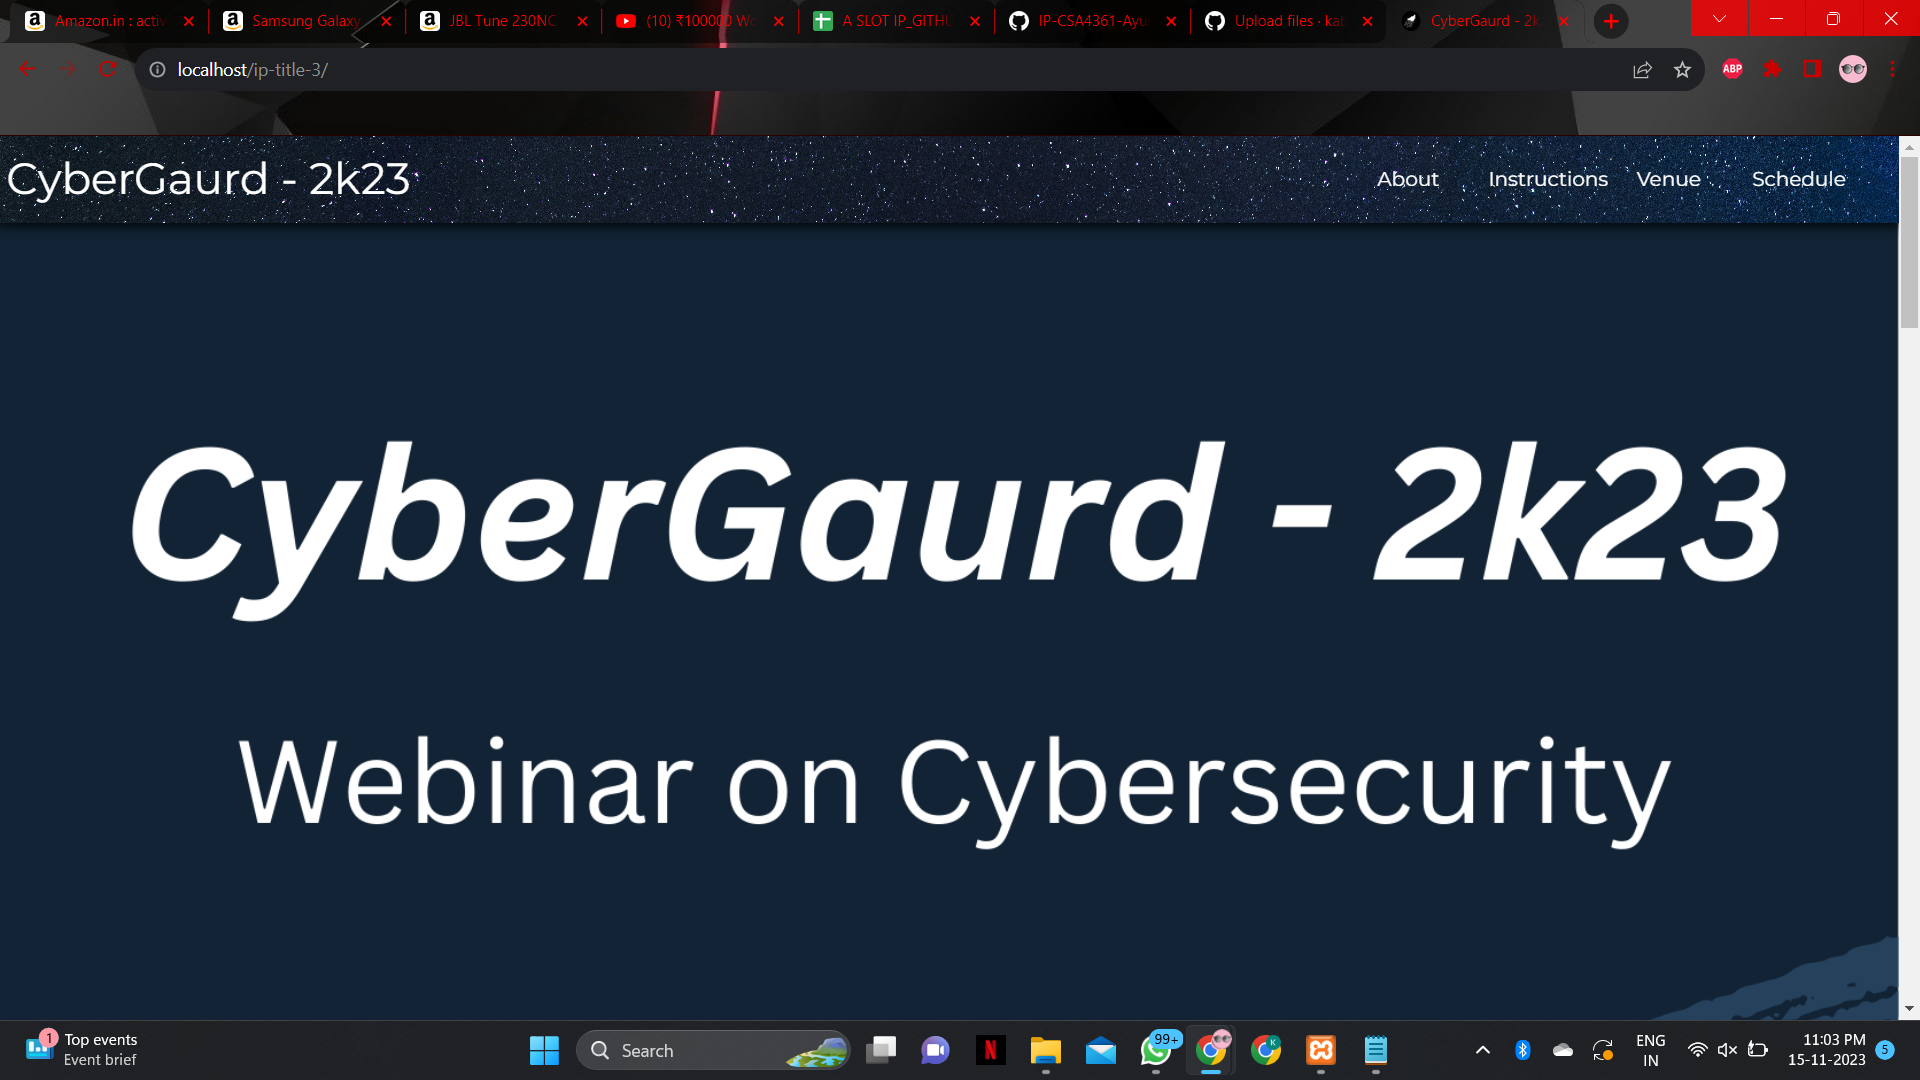 Amazon.in : activ
Samsung Galaxy
JBL Tune 230NC
(10) ₹100000 Wo
A SLOT IP_GITHU
IP-CSA4361-Ayu
Upload files · kal
CyberGaurd - 2k
localhost/ip-title-3/
ABP
CyberGaurd - 2k23
About
Instructions
Venue
Schedule
CyberGaurd - 2k23
Webinar on Cybersecurity
1
Top events
Event brief
Search
99+
K
ENG
IN
11:03 PM
15-11-2023
5